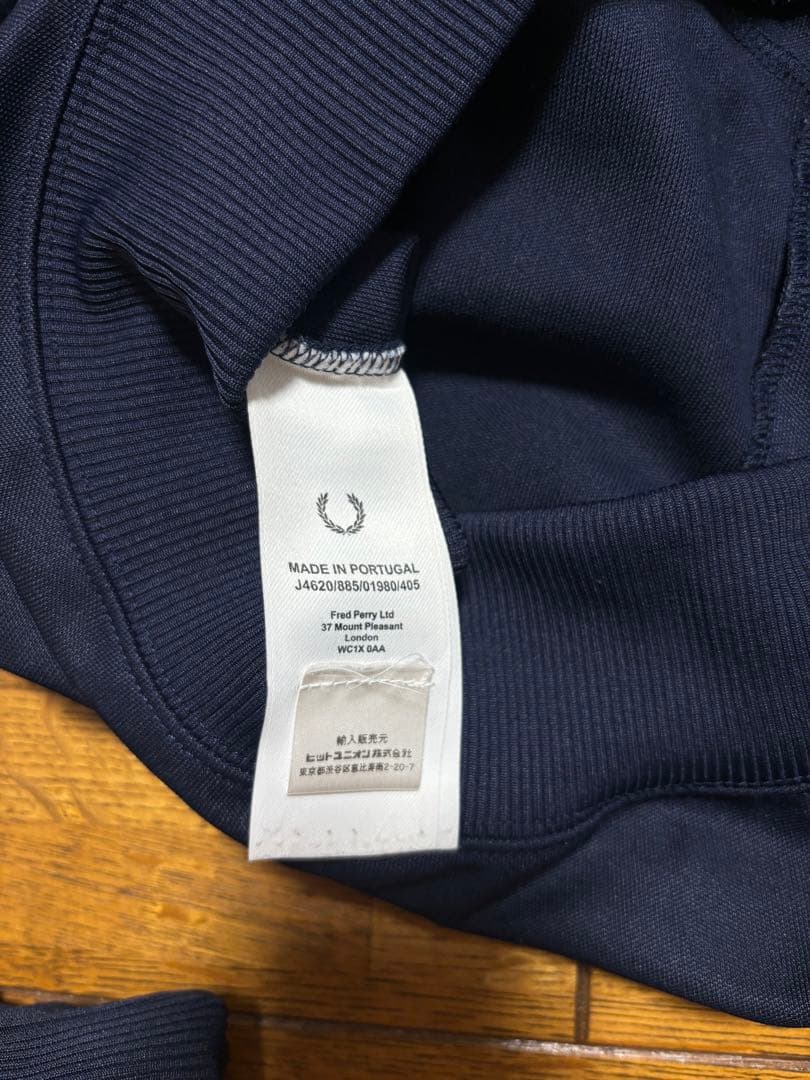 MADE IN PORTUGAL
J4620/885/01980/405
Fred Perry Ltd
37 Mount Pleasant
London
WC1X 0AA
輸入販売元
ヒットユニオン株式会社
東京都渋谷区恵比寿南2-20-7